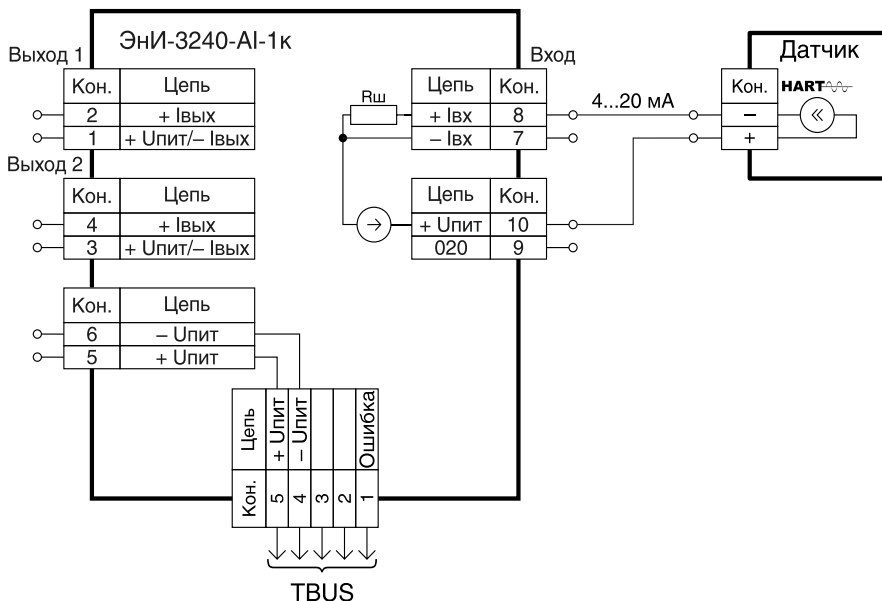 ЭнИ-3240-AI-1к
Выход 1
Кон. Цепь
2 + Iвых
1 + Uпит/– Iвых
Выход 2
Кон. Цепь
4 + Iвых
3 + Uпит/– Iвых
Кон. Цепь
6 – Uпит
5 + Uпит
Rш
Вход
Цепь Кон.
+ Iвх 8
– Iвх 7
Цепь Кон.
+ Uпит 10
020 9
4...20 мА
Датчик
Кон. HART
–
+
Цепь + Uпит – Uпит Ошибка
Кон. 5 4 3 2 1
TBUS